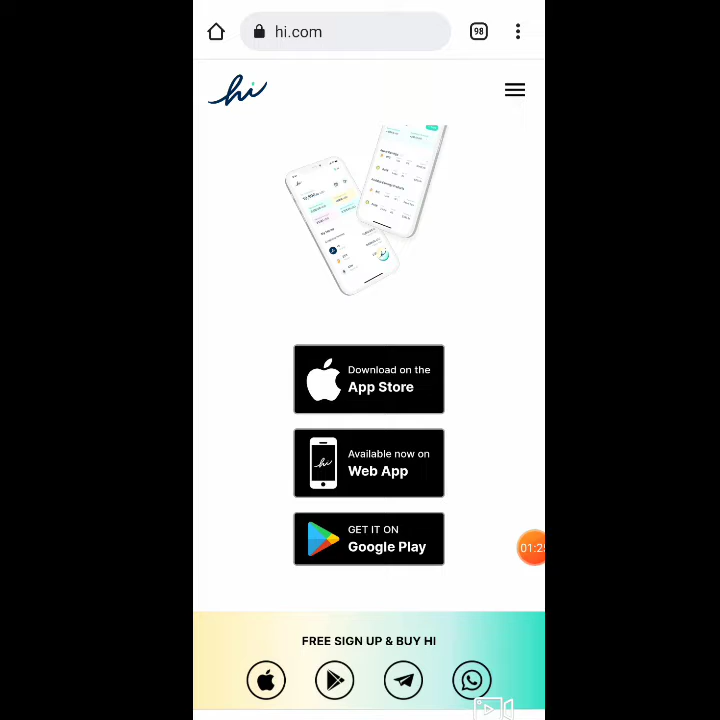 hi.com
98
hi
Download on the
App Store
hi
Available now on
Web App
GET IT ON
Google Play
FREE SIGN UP & BUY HI